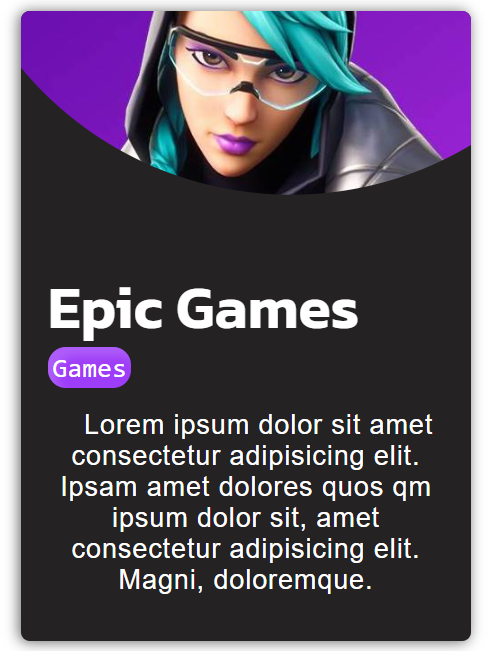 Epic Games
Games
Lorem ipsum dolor sit amet
consectetur adipisicing elit.
Ipsam amet dolores quos qm
ipsum dolor sit, amet
consectetur adipisicing elit.
Magni, doloremque.